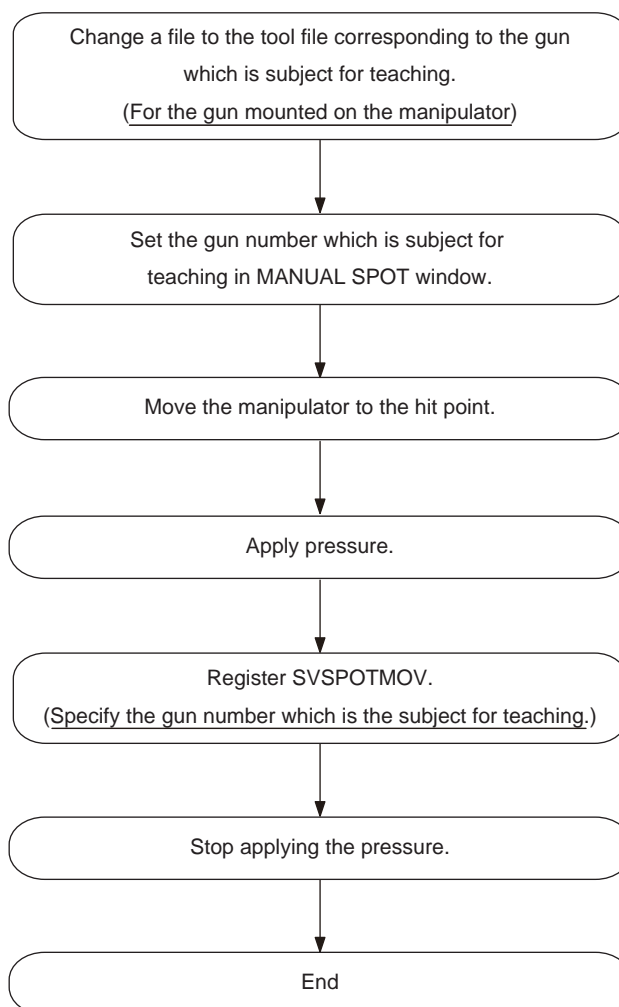 Change a file to the tool file corresponding to the gun
which is subject for teaching.
(For the gun mounted on the manipulator)
Set the gun number which is subject for
teaching in MANUAL SPOT window.
Move the manipulator to the hit point.
Apply pressure.
Register SVSPOTMOV.
(Specify the gun number which is the subject for teaching.)
Stop applying the pressure.
End